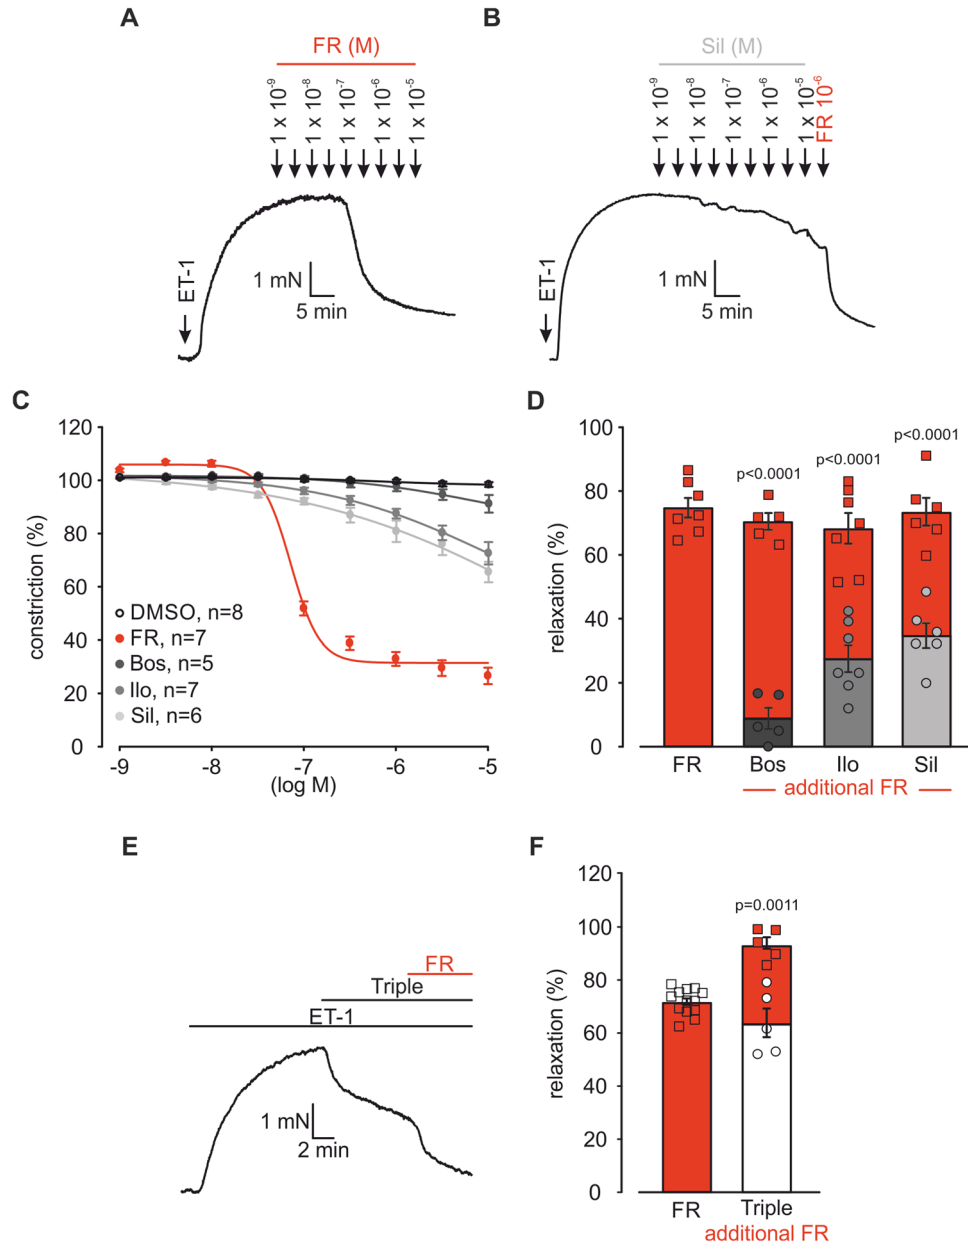 A
FR (M)
1 x 10⁻⁹
1 x 10⁻⁸
1 x 10⁻⁷
1 x 10⁻⁶
1 x 10⁻⁵
ET-1
1 mN
5 min
B
Sil (M)
1 x 10⁻⁹
1 x 10⁻⁸
1 x 10⁻⁷
1 x 10⁻⁶
1 x 10⁻⁵
FR 10⁻⁶
ET-1
1 mN
5 min
C
constriction (%)
120
100
80
60
40
20
0
DMSO, n=8
FR, n=7
Bos, n=5
Ilo, n=7
Sil, n=6
-9 -8 -7 -6 -5
(log M)
D
relaxation (%)
100
80
60
40
20
0
p<0.0001
p<0.0001
p<0.0001
FR Bos Ilo Sil
additional FR
E
FR
Triple
ET-1
1 mN
2 min
F
relaxation (%)
120
100
80
60
40
20
0
p=0.0011
FR Triple
additional FR